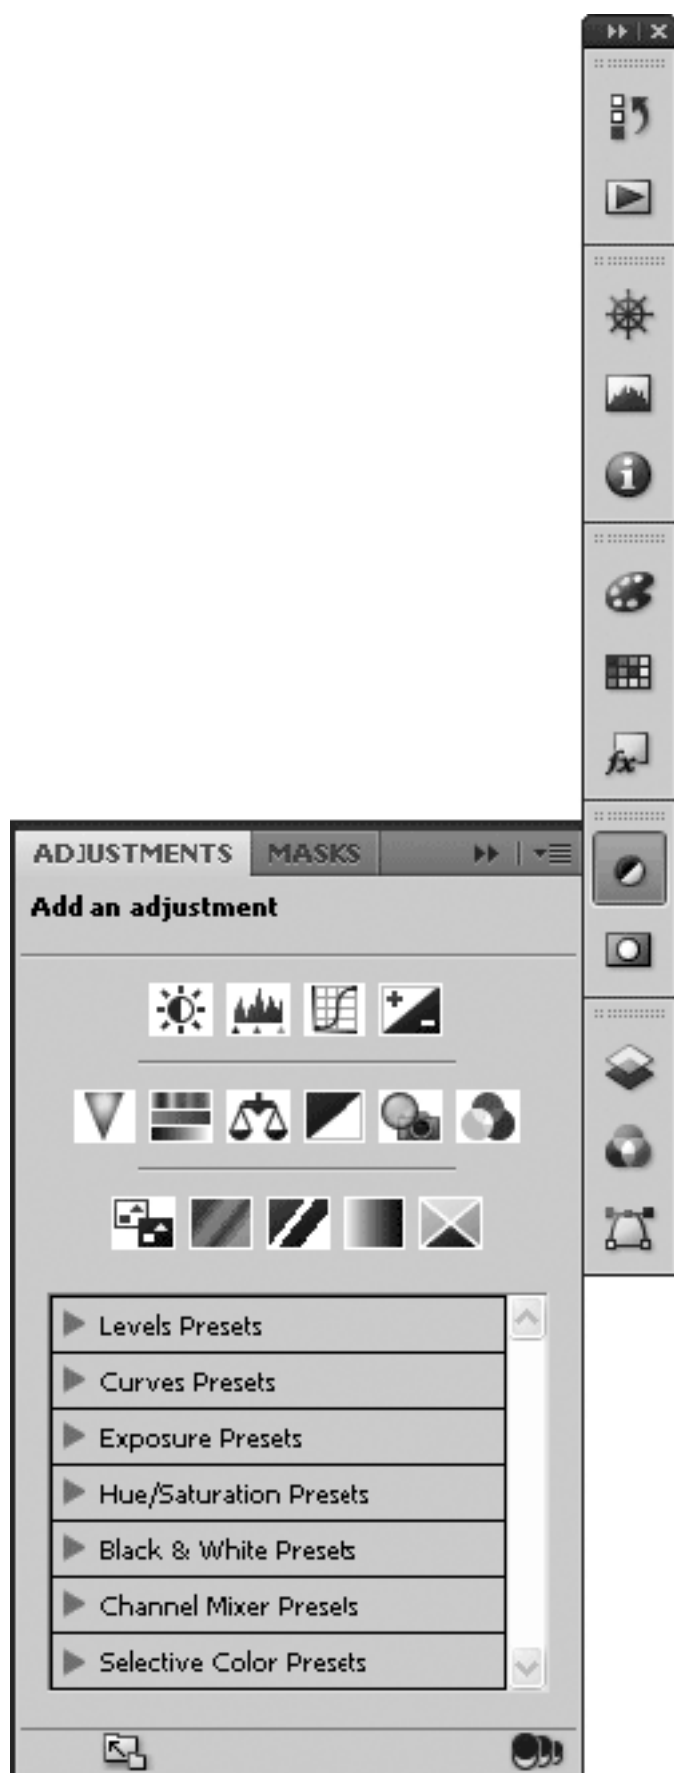 ADJUSTMENTS MASKS
Add an adjustment
Levels Presets
Curves Presets
Exposure Presets
Hue/Saturation Presets
Black & White Presets
Channel Mixer Presets
Selective Color Presets
fx